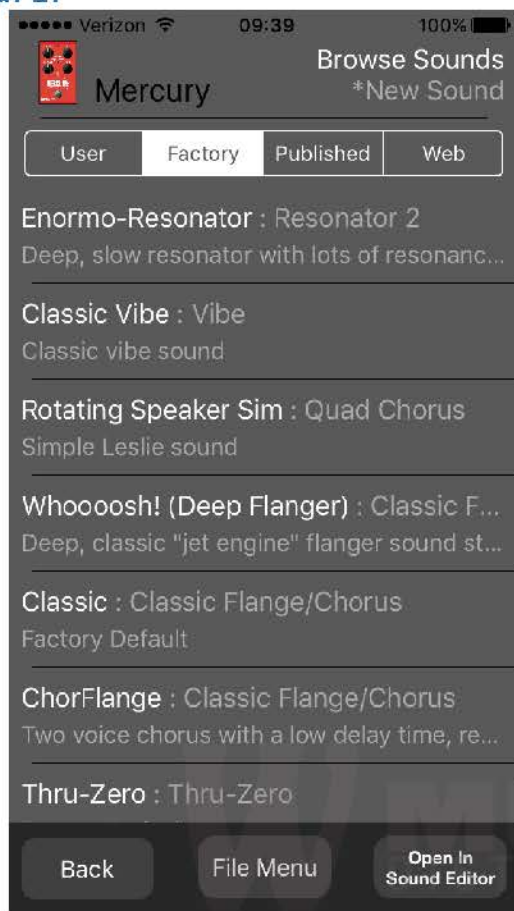 Verizon 09:39 100%
Browse Sounds
Mercury *New Sound
User Factory Published Web
Enormo-Resonator : Resonator 2
Deep, slow resonator with lots of resonanc...
Classic Vibe : Vibe
Classic vibe sound
Rotating Speaker Sim : Quad Chorus
Simple Leslie sound
Whoooosh! (Deep Flanger) : Classic F...
Deep, classic "jet engine" flanger sound st...
Classic : Classic Flange/Chorus
Factory Default
ChorFlange : Classic Flange/Chorus
Two voice chorus with a low delay time, re...
Thru-Zero : Thru-Zero
Back File Menu Open In
Sound Editor